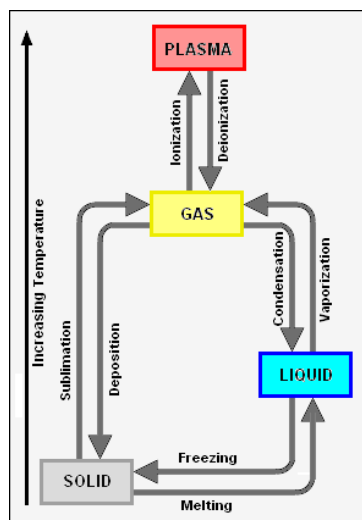 PLASMA
Ionization
Deionization
GAS
Increasing Temperature
Sublimation
Deposition
Condensation
Vaporization
LIQUID
Freezing
SOLID
Melting